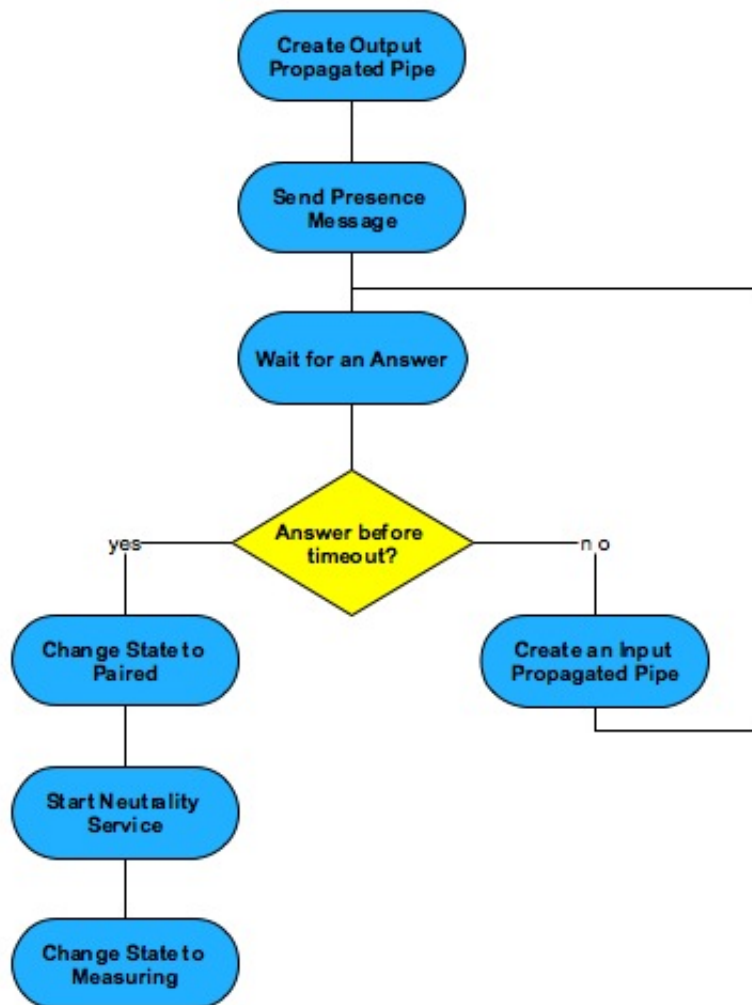 Create Output
Propagated Pipe
Send Presence
Message
Wait for an Answer
Answer before
timeout?
yes
no
Change State to
Paired
Create an Input
Propagated Pipe
Start Neutrality
Service
Change State to
Measuring